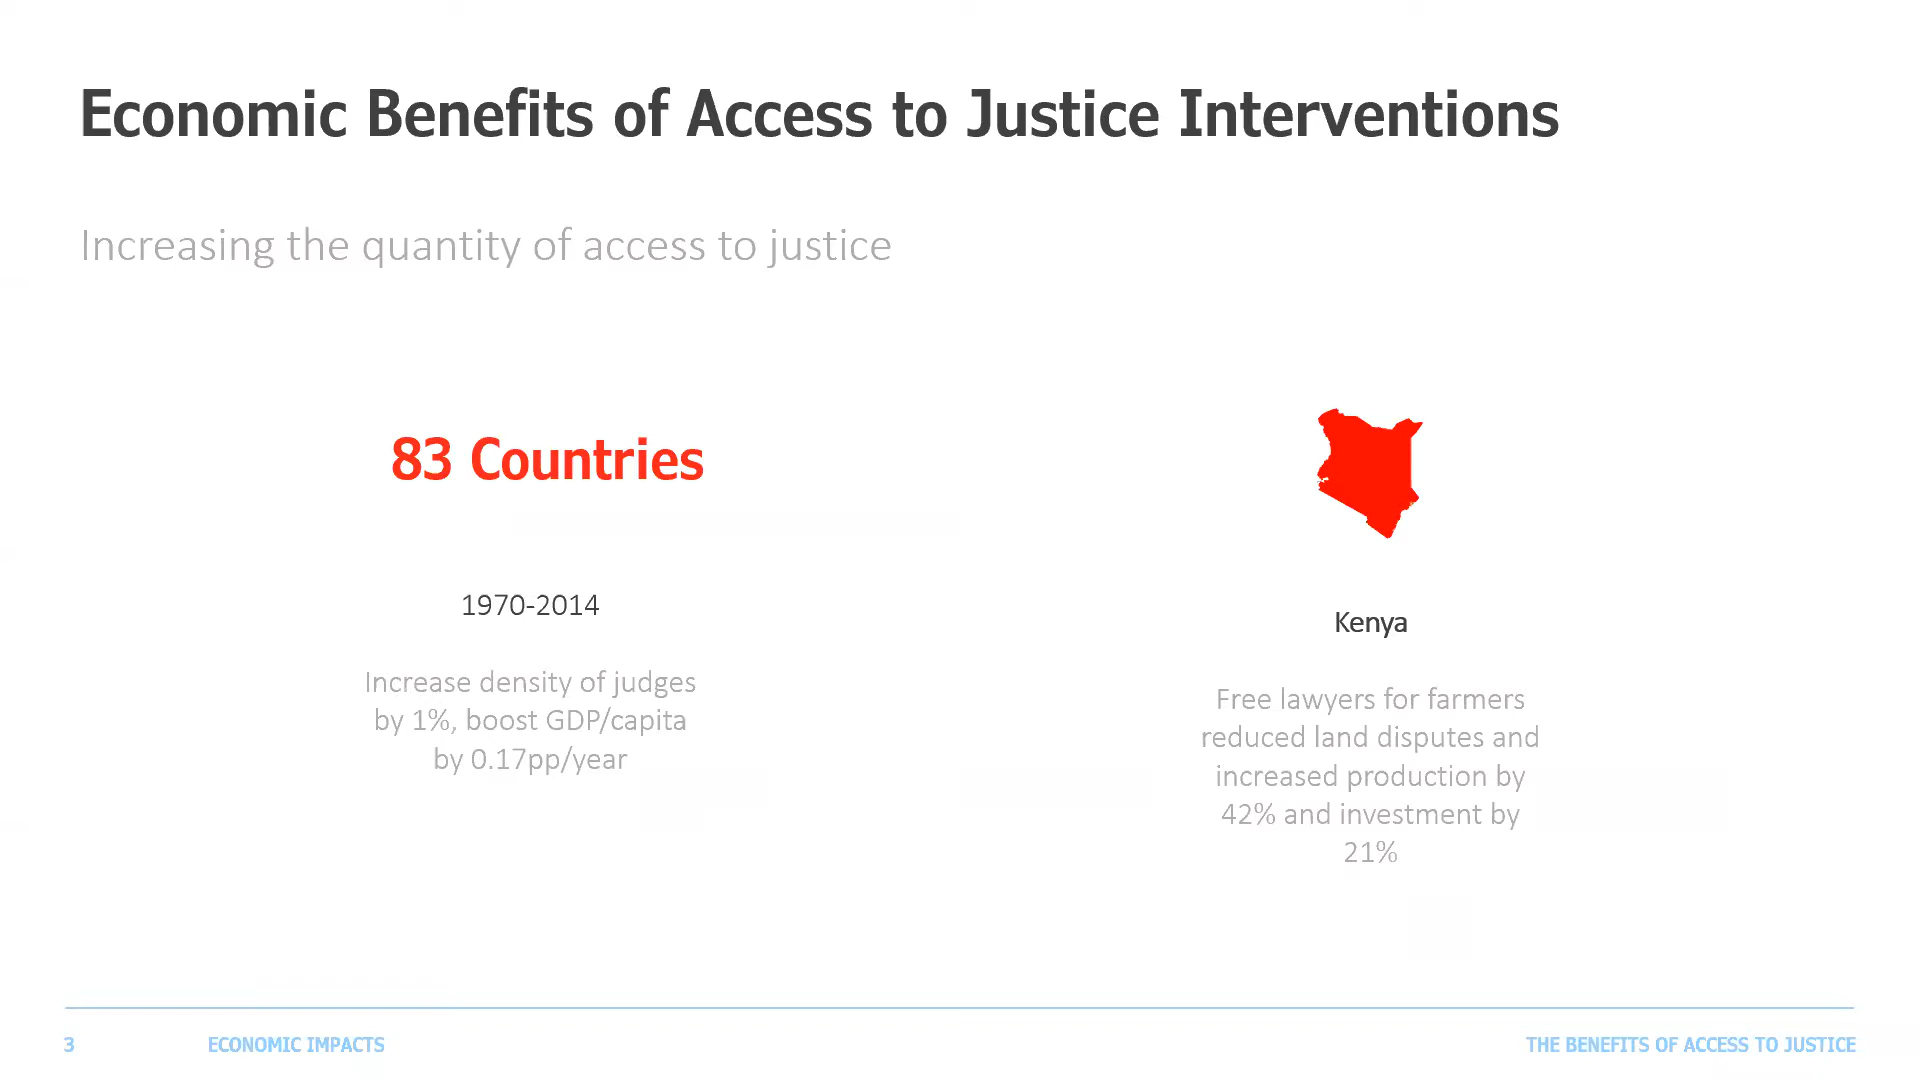 Economic Benefits of Access to Justice Interventions
Increasing the quantity of access to justice
83 Countries
1970-2014
Increase density of judges
by 1%, boost GDP/capita
by 0.17pp/year
Kenya
Free lawyers for farmers
reduced land disputes and
increased production by
42% and investment by
21%
3 ECONOMIC IMPACTS THE BENEFITS OF ACCESS TO JUSTICE